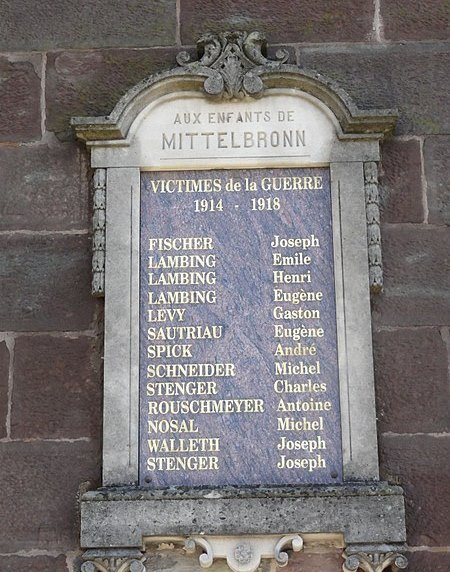 AUX ENFANTS DE
MITTELBRONN
VICTIMES de la GUERRE
1914 - 1918
FISCHER Joseph
LAMBING Emile
LAMBING Henri
LAMBING Eugène
LEVY Gaston
SAUTRIAU Eugène
SPICK André
SCHNEIDER Michel
STENGER Charles
ROUSCHMEYER Antoine
NOSAL Michel
WALLETH Joseph
STENGER Joseph